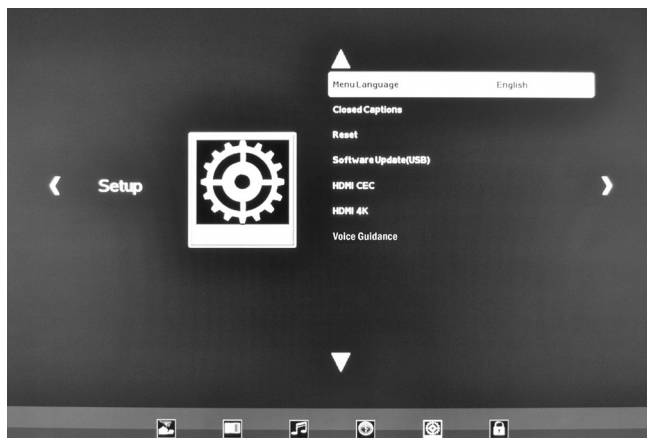 Menu Language English
Closed Captions
Reset
Software Update(USB)
Setup
HDMI CEC
HDMI 4K
Voice Guidance